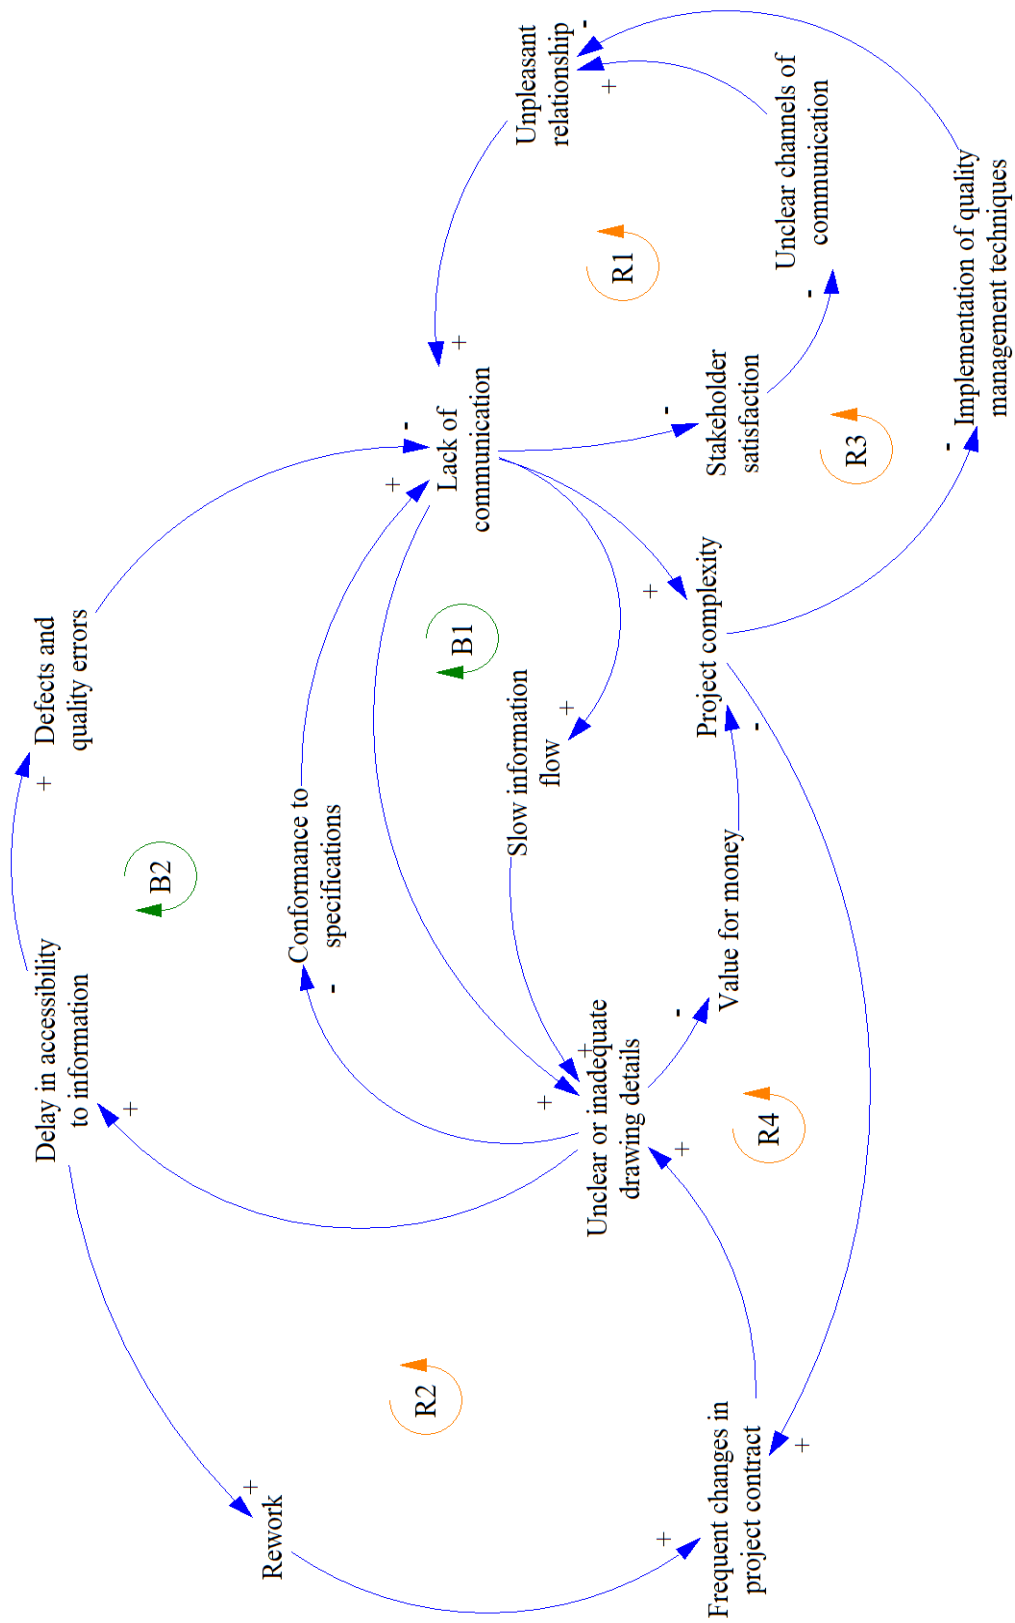 Delay in accessibility
to information
+
Defects and
quality errors
+
B2
-
Rework
+
Conformance to
specifications
-
+
Lack of
communication
+
Unpleasant
relationship
-
+
R2
B1
R1
Slow information
flow
+
Unclear or inadequate
drawing details
+
+
+
Frequent changes in
project contract
+
+
R4
Value for money
-
Project complexity
+
-
Stakeholder
satisfaction
-
Unclear channels of
communication
-
R3
Implementation of quality
management techniques
-